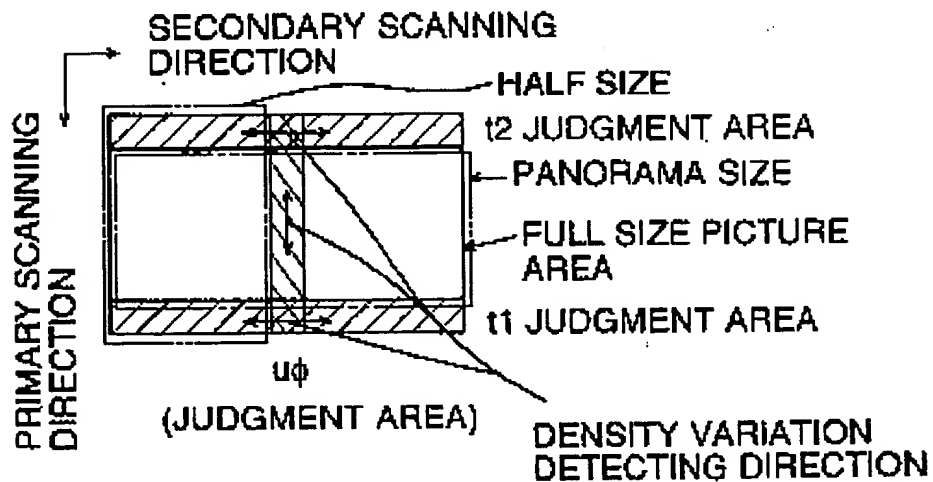 SECONDARY SCANNING
DIRECTION
HALF SIZE
t2 JUDGMENT AREA
PANORAMA SIZE
FULL SIZE PICTURE
AREA
t1 JUDGMENT AREA
PRIMARY SCANNING
DIRECTION
uϕ
(JUDGMENT AREA)
DENSITY VARIATION
DETECTING DIRECTION